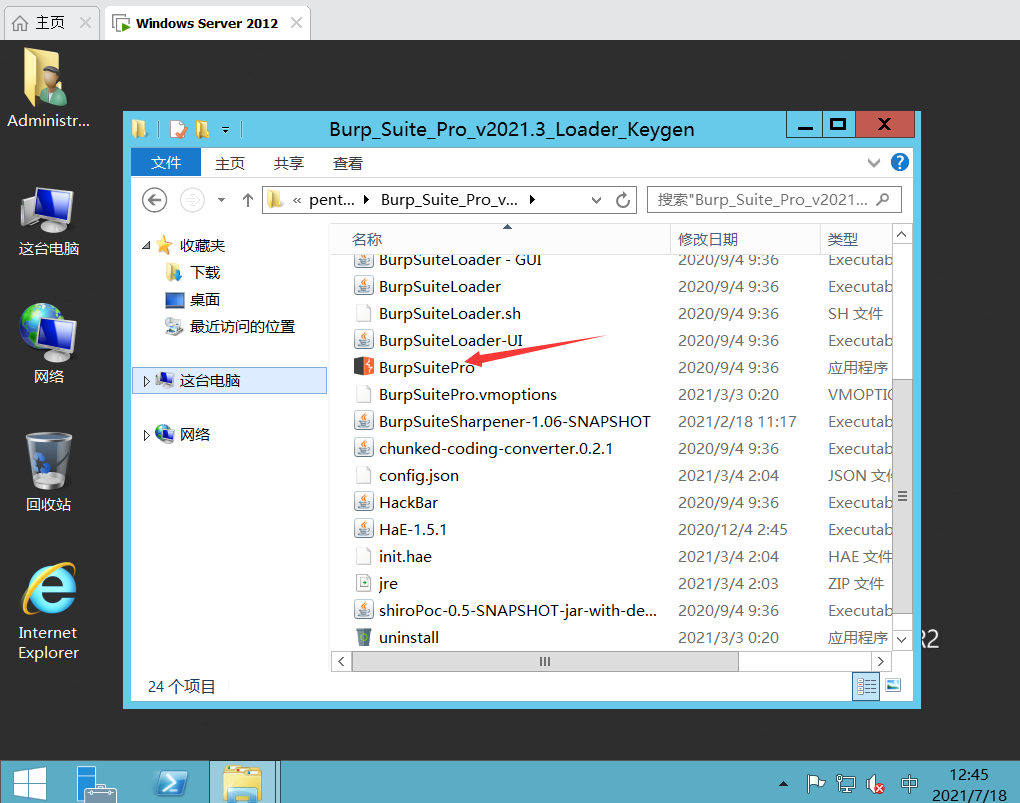 主页
Windows Server 2012
Administr...
这台电脑
网络
回收站
Internet
Explorer
Burp_Suite_Pro_v2021.3_Loader_Keygen
文件 主页 共享 查看
« pent... Burp_Suite_Pro_v... 搜索"Burp_Suite_Pro_v2021...
收藏夹
下载
桌面
最近访问的位置
这台电脑
网络
名称 修改日期 类型
BurpSuiteLoader - GUI 2020/9/4 9:36 Executab
BurpSuiteLoader 2020/9/4 9:36 Executab
BurpSuiteLoader.sh 2020/9/4 9:36 SH 文件
BurpSuiteLoader-UI 2020/9/4 9:36 Executab
BurpSuitePro 2020/9/4 9:36 应用程序
BurpSuitePro.vmoptions 2021/3/3 0:20 VMOPTIO
BurpSuiteSharpener-1.06-SNAPSHOT 2021/2/18 11:17 Executab
chunked-coding-converter.0.2.1 2020/9/4 9:36 Executab
config.json 2021/3/4 2:04 JSON 文件
HackBar 2020/9/4 9:36 Executab
HaE-1.5.1 2020/12/4 2:45 Executab
init.hae 2021/3/4 2:04 HAE 文件
jre 2021/3/4 2:03 ZIP 文件
shiroPoc-0.5-SNAPSHOT-jar-with-de... 2020/9/4 9:36 Executab
uninstall 2021/3/3 0:20 应用程序
24 个项目
R2
中
12:45
2021/7/18